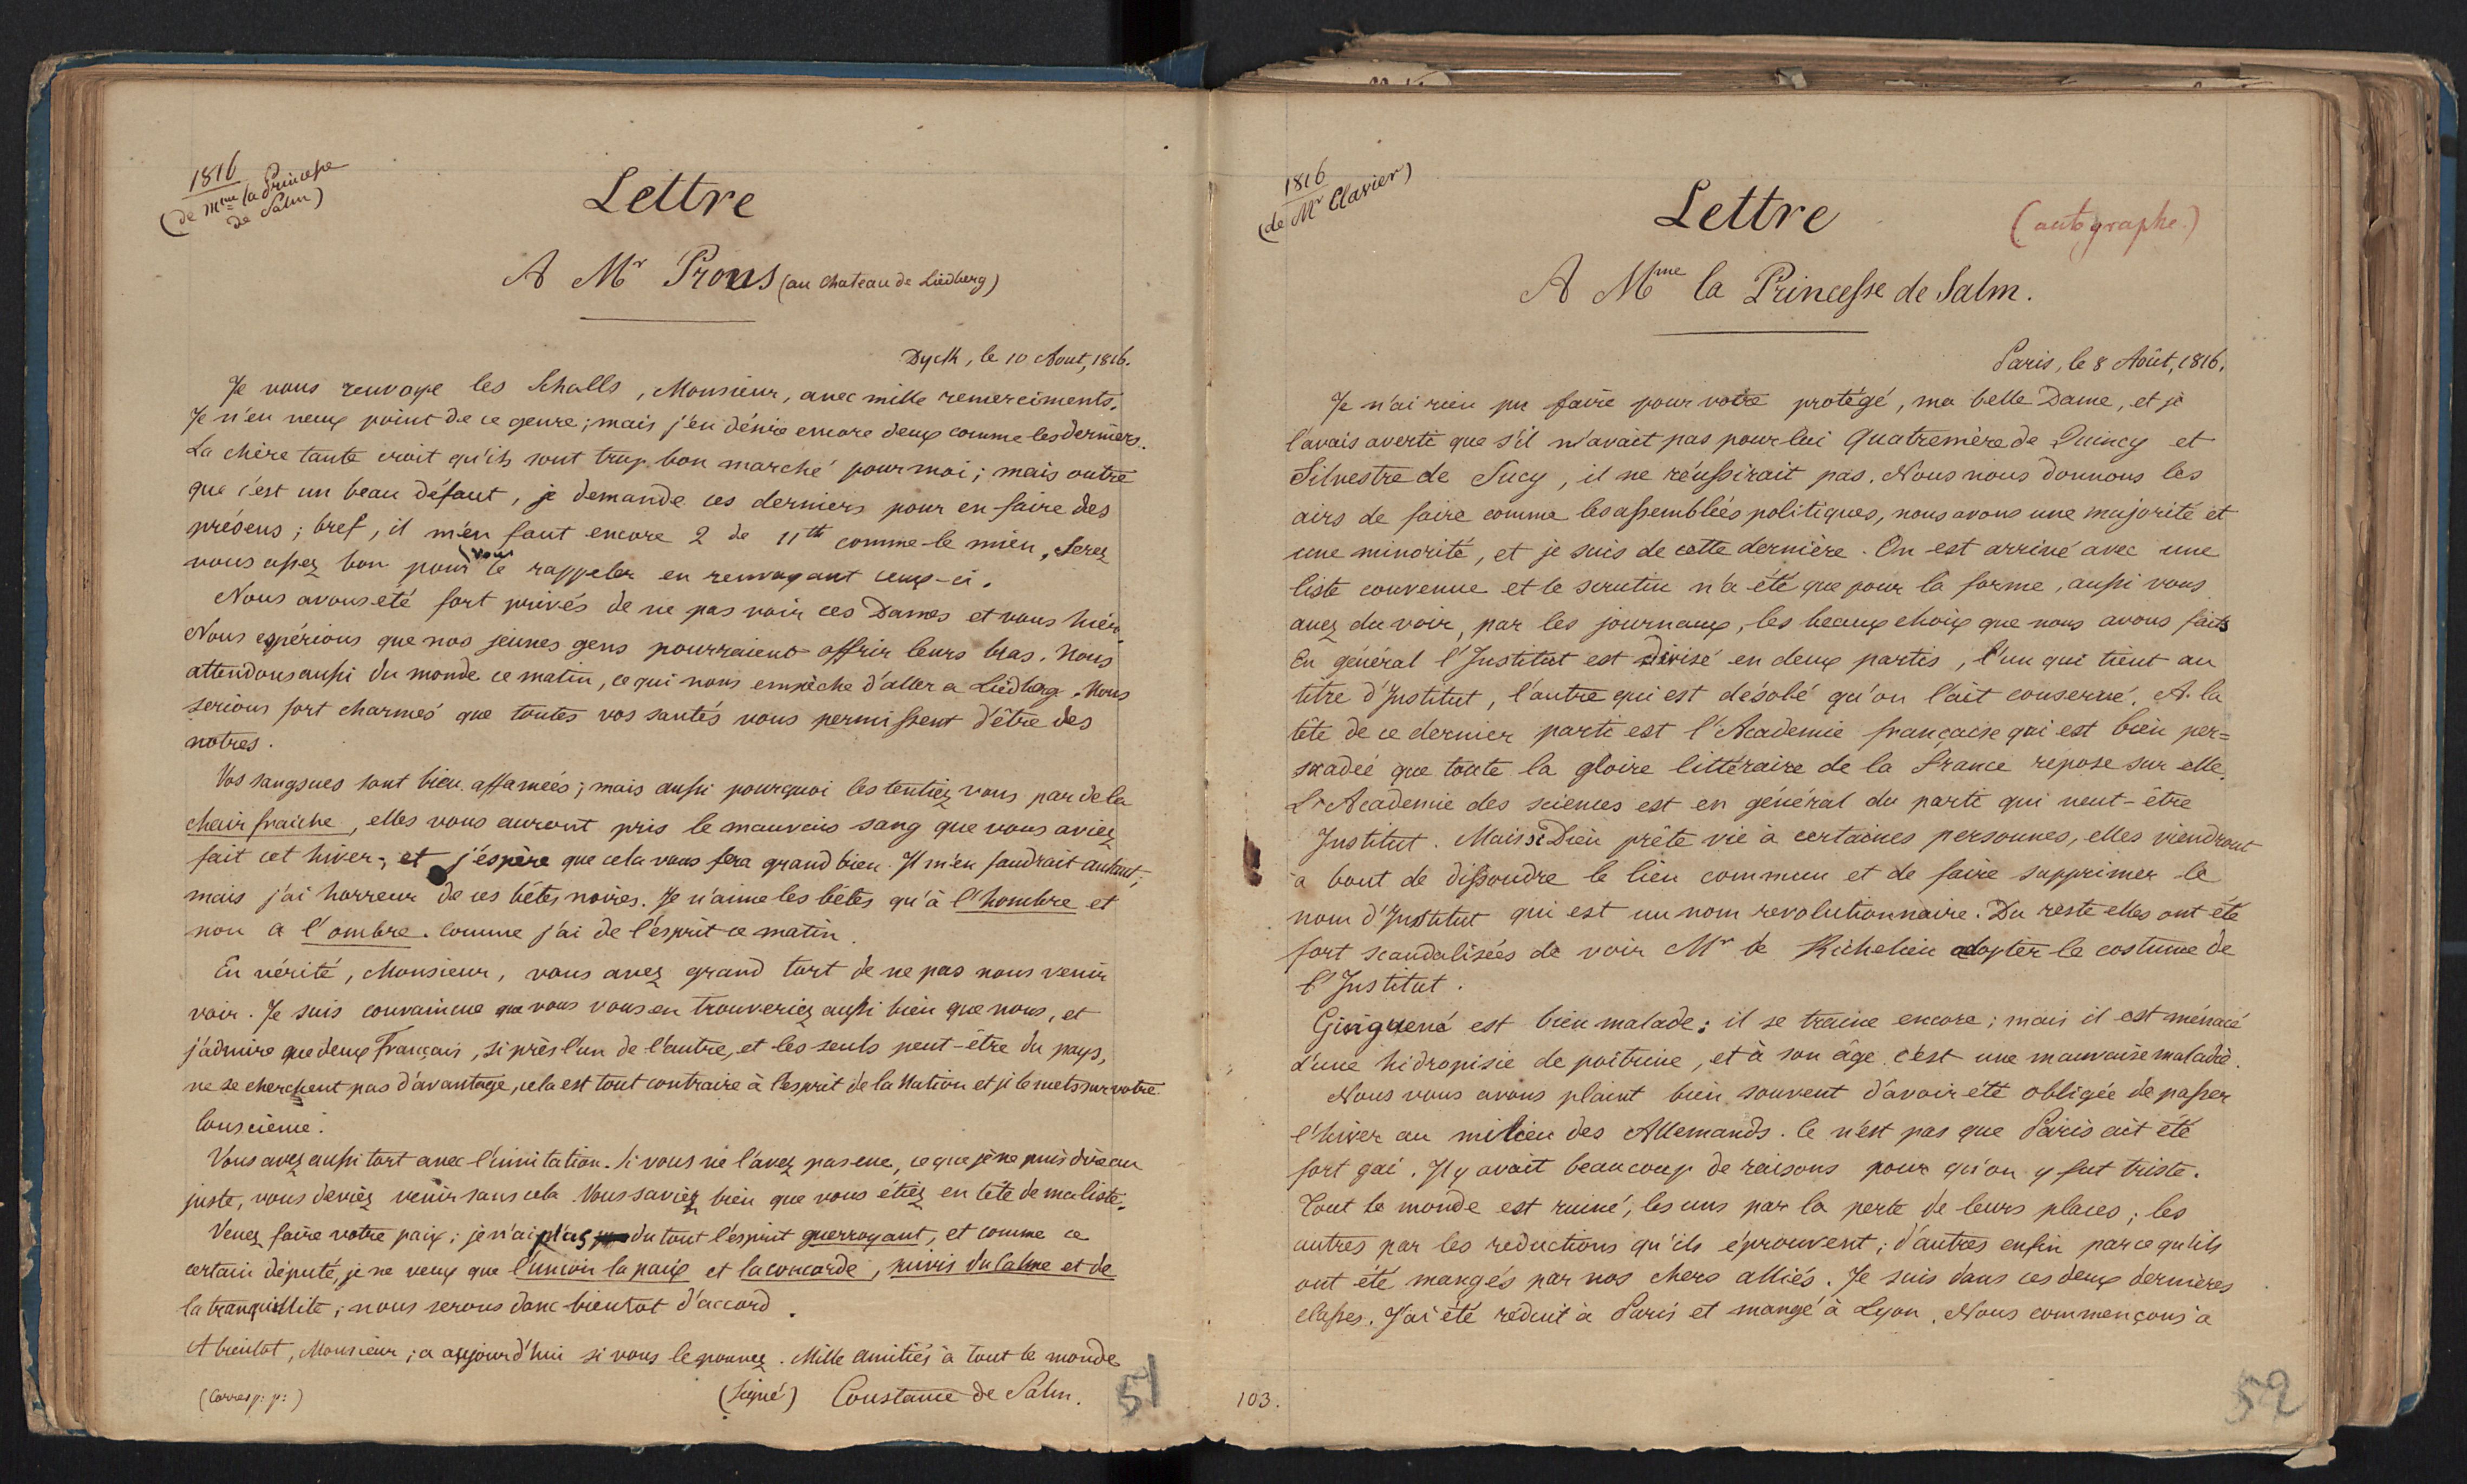 1816
(de Mme la Princesse
de Salm)
Lettre
A Mr Prous (au chateau de Liedberg)
Dyck, le 10 Aout, 1816.
Je vous renvoye les Schalls, Monsieur, avec mille remerciments.
Je n'en veux point de ce genre; mais j'en désire encore deux comme les derniers.
La chère tante croit qu'ils sont trop bon marché pour moi; mais outre
que c'est un beau défaut, je demande ces derniers pour en faire des
présens; bref, il m'en faut encore 2 de 11th comme le mien. Serez
vous assez bon pour vous le rappeler en renvoyant ceux-ci.
Nous avons été fort privés de ne pas voir ces Dames et vous hier.
Nous espérions que nos jeunes gens pourraient offrir leurs bras. Nous
attendons aussi du monde ce matin, ce qui nous empèche d'aller a Liedberg. Nous
serions fort charmés que toutes vos santés vous permissent d'être des
notres.
Vos sangsues sont bien affamées; mais aussi pourquoi les tentiez vous par de la
chair fraiche, elles vous auront pris le mauvais sang que vous aviez
fait cet hiver, et j'espère que cela vous fera grand bien. Il m'en faudrait autant;
mais j'ai horreur de ces bétes noires. Je n'aime les bétes qu'à l'hombre et
non a l'ombre. Comme j'ai de l'esprit ce matin.
En vérité, Monsieur, vous avez grand tort de ne pas nous venir
voir. Je suis convaincue que vous vous en trouveriez aussi bien que nous, et
j'admire que deux Français, si près l'un de l'autre, et les seuls peut-être du pays,
ne se cherchent pas d'avantage, cela est tout contraire à l'esprit de la Nation et je le mets sur votre
Conscience.
Vous avez aussi tort avec l'invitation. Si vous ne l'avez pas eue, ce que je ne puis dire au
juste, vous deviez venir sans cela. Vous saviez bien que vous étiez en tête de ma liste.
Venez faire votre paix; je n'ai pas du tout l'esprit guerroyant, et comme ce
certain député, je ne veux que l'union la paix et la concorde, suivis du calme et de
la tranquillité; nous serons donc bientot d'accord.
A bientot, Monsieur; a aujourd'hui si vous le pouvez. Mille amitiés à tout le monde
(Corresp: p:) (Signé) Constance de Salm.
51
1816
(de Mr Clavier)
Lettre (autographe.)
A Mme la Princesse de Salm.
Paris, le 8 Août, 1816.
Je n'ai rien pu faire pour votre protégé, ma belle Dame, et je
l'avais averti que s'il n'avait pas pour lui Quatremère de Quincy et
Silvestre de Sacy, il ne réussirait pas. Nous nous donnons les
airs de faire comme les assemblées politiques, nous avons une majorité et
une minorité, et je suis de cette dernière. On est arrivé avec une
liste convenue et le scrutin n'a été que pour la forme, aussi vous
avez du voir, par les journaux, les beaux choix que nous avons faits
En général l'Institut est divisé en deux partis, l'un qui tient au
titre d'Institut, l'autre qui est désolé qu'on l'ait conservé. A la
tête de ce dernier parti est l'Academie française qui est bien per=
suadée que toute la gloire littéraire de la France repose sur elle.
L'Academie des sciences est en général du parti qui veut-être
Institut. Mais si Dieu prête vie à certaines personnes, elles viendront
à bout de dissoudre le lien commun et de faire supprimer le
nom d'Institut qui est un nom revolutionnaire. Du reste elles ont été
fort scandalisées de voir Mr de Richelieu adopter le costume de
l'Institut.
Ginguené est bien malade; il se traine encore; mais il est ménacé
d'une hidropisie de poitrine, et à son âge c'est une mauvaise maladie.
Nous vous avons plaint bien souvent d'avoir été obligée de passer
l'hiver au milieu des Allemands. Ce n'est pas que Paris ait été
fort gai. Il y avait beaucoup de raisons pour qu'on y fut triste.
Tout le monde est ruiné; les uns par la perte de leurs places; les
autres par les reductions qu'ils éprouvent; d'autres enfin parce qu'ils
ont été mangés par nos chers alliés. Je suis dans ces deux dernières
classes. J'ai été réduit à Paris et mangé à Lyon. Nous commençons à
103.
52